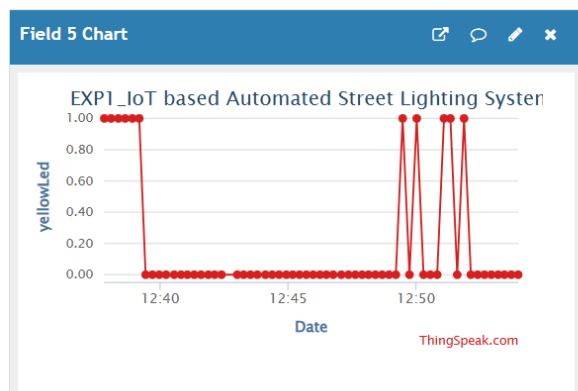 Field 5 Chart
EXP1_IoT based Automated Street Lighting System
1.00
0.80
0.60
0.40
0.20
0.00
yellowLed
12:40 12:45 12:50
Date
ThingSpeak.com